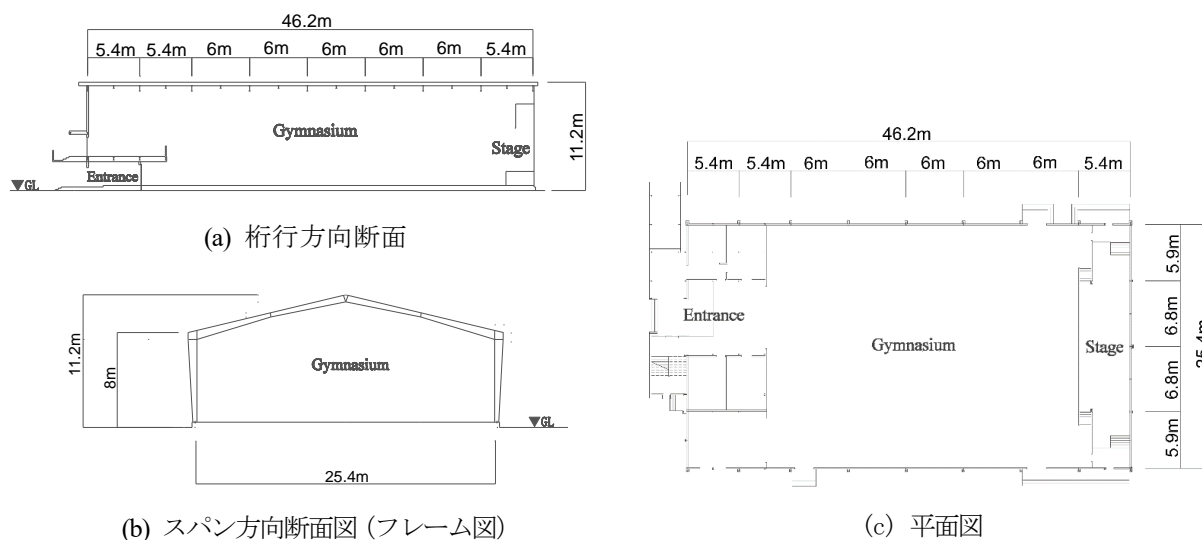 46.2m
5.4m 5.4m 6m 6m 6m 6m 6m 5.4m
Gymnasium
Stage
Entrance
11.2m
▼GL
(a) 桁行方向断面
11.2m
8m
Gymnasium
▼GL
25.4m
(b) スパン方向断面図(フレーム図)
46.2m
5.4m 5.4m 6m 6m 6m 6m 6m 5.4m
Entrance
Gymnasium
Stage
5.9m
6.8m
6.8m
5.9m
25.4m
(c) 平面図